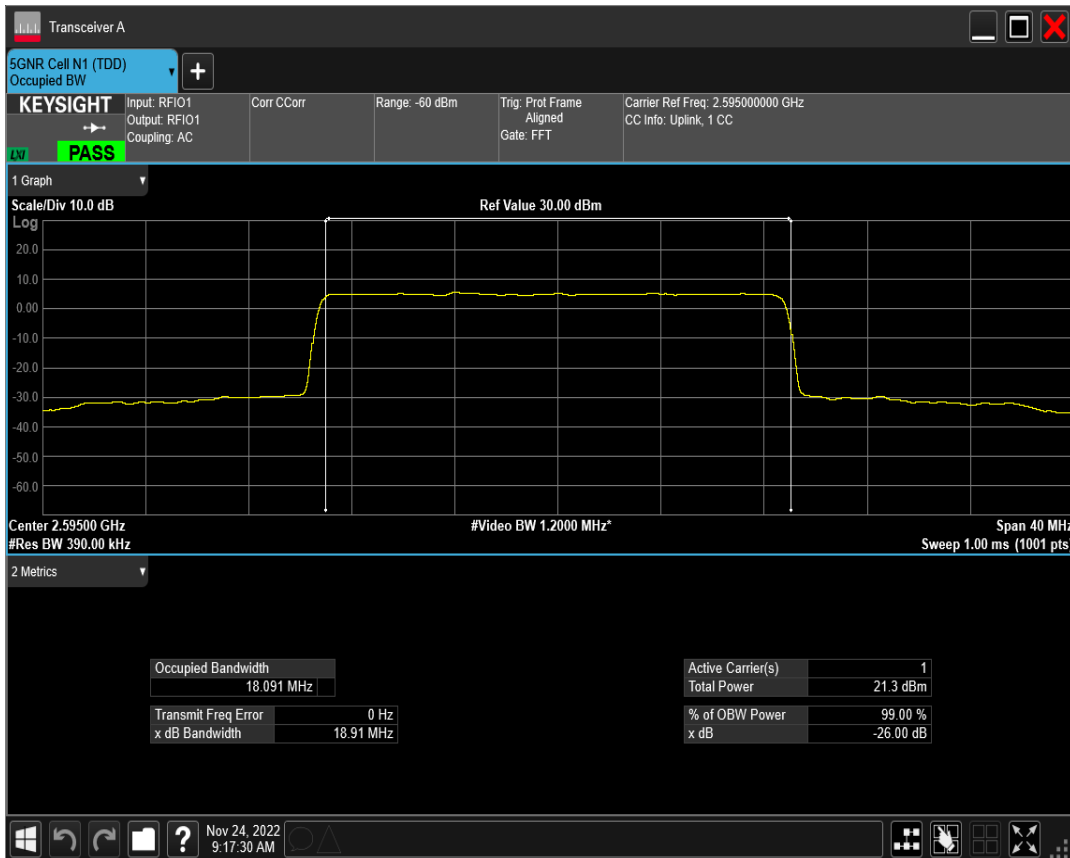 Transceiver A
5GNR Cell N1 (TDD)
Occupied BW
+
KEYSIGHT
LXI
PASS
Input: RFIO1
Output: RFIO1
Coupling: AC
Corr CCorr
Range: -60 dBm
Trig: Prot Frame
Aligned
Gate: FFT
Carrier Ref Freq: 2.595000000 GHz
CC Info: Uplink, 1 CC
1 Graph
Scale/Div 10.0 dB
Ref Value 30.00 dBm
Log
20.0
10.0
0.00
-10.0
-20.0
-30.0
-40.0
-50.0
-60.0
Center 2.59500 GHz
#Video BW 1.2000 MHz*
Span 40 MHz
#Res BW 390.00 kHz
Sweep 1.00 ms (1001 pts)
2 Metrics
Occupied Bandwidth
18.091 MHz
Transmit Freq Error 0 Hz
x dB Bandwidth 18.91 MHz
Active Carrier(s) 1
Total Power 21.3 dBm
% of OBW Power 99.00 %
x dB -26.00 dB
?
Nov 24, 2022
9:17:30 AM